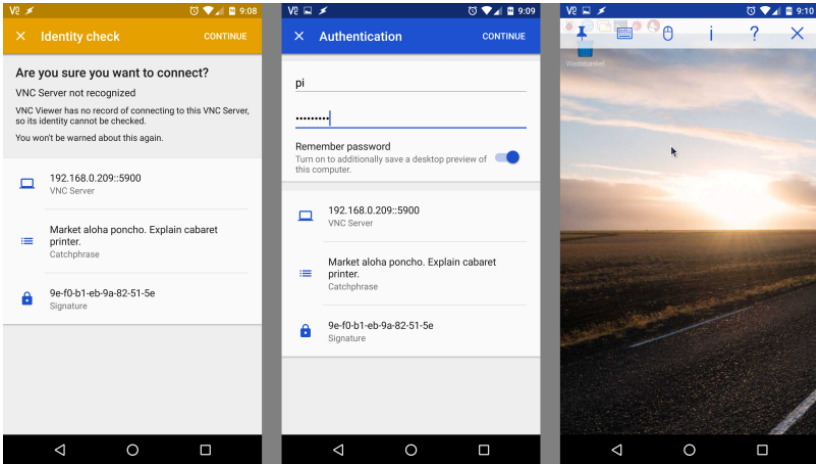 9:08
Identity check
CONTINUE
Are you sure you want to connect?
VNC Server not recognized
VNC Viewer has no record of connecting to this VNC Server,
so its identity cannot be checked.
You won't be warned about this again.
192.168.0.209::5900
VNC Server
Market aloha poncho. Explain cabaret
printer.
Catchphrase
9e-f0-b1-eb-9a-82-51-5e
Signature
9:09
Authentication
CONTINUE
pi
•••••••••
Remember password
Turn on to additionally save a desktop preview of
this computer.
192.168.0.209::5900
VNC Server
Market aloha poncho. Explain cabaret
printer.
Catchphrase
9e-f0-b1-eb-9a-82-51-5e
Signature
9:10
i
?
Wastebasket